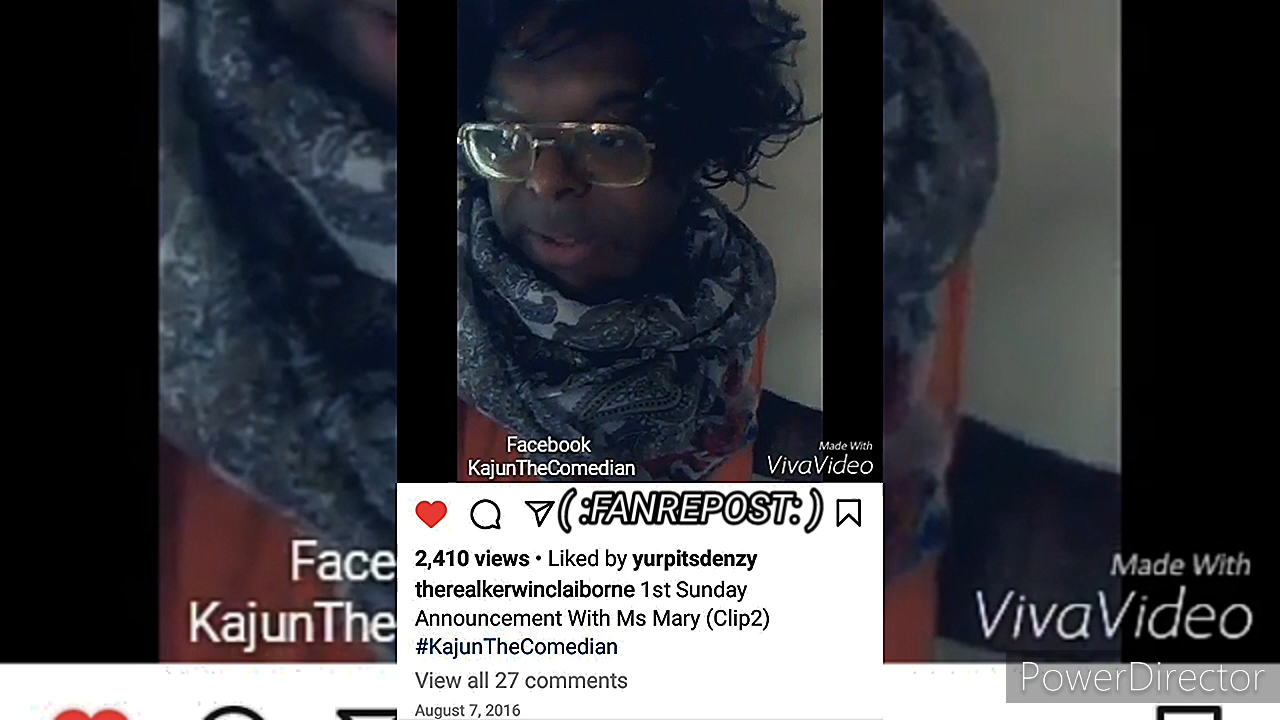 Facebook
KajunTheComedian
Made With
VivaVideo
(:FANREPOST:)
2,410 views • Liked by yurpitsdenzy
therealkerwinclaiborne 1st Sunday
Announcement With Ms Mary (Clip2)
#KajunTheComedian
View all 27 comments
August 7, 2016
Face
KajunThe
Made With
VivaVideo
PowerDirector